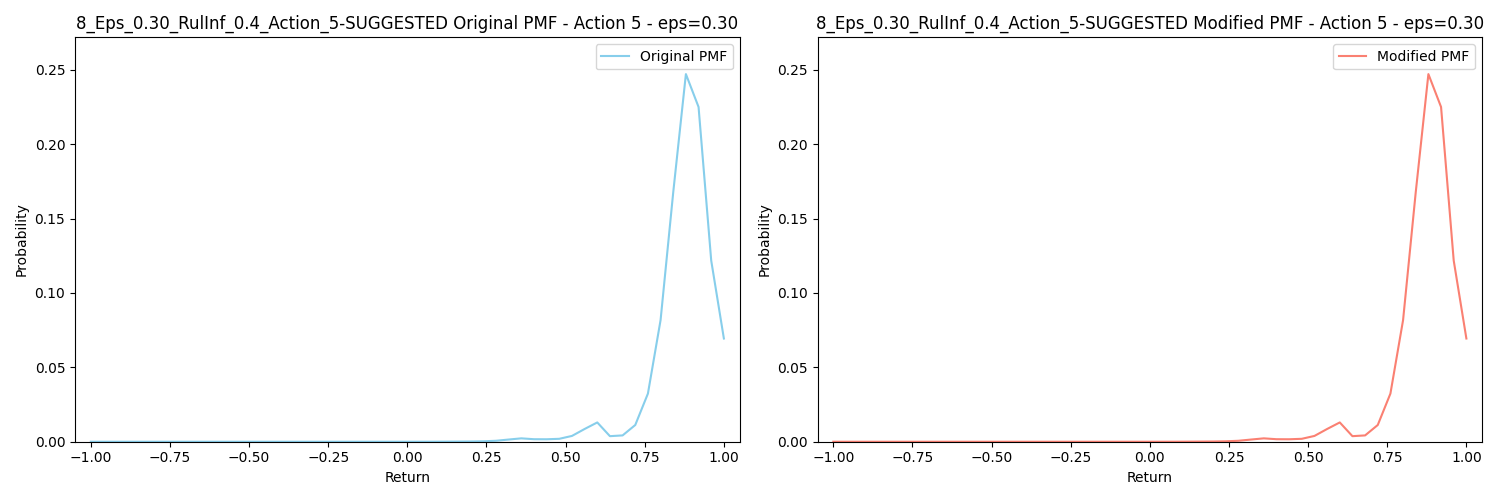 8_Eps_0.30_RulInf_0.4_Action_5-SUGGESTED Original PMF - Action 5 - eps=0.30
Original PMF
0.25
0.20
0.15
0.10
0.05
0.00
Probability
−1.00 −0.75 −0.50 −0.25 0.00 0.25 0.50 0.75 1.00
Return
8_Eps_0.30_RulInf_0.4_Action_5-SUGGESTED Modified PMF - Action 5 - eps=0.30
Modified PMF
0.25
0.20
0.15
0.10
0.05
0.00
Probability
−1.00 −0.75 −0.50 −0.25 0.00 0.25 0.50 0.75 1.00
Return